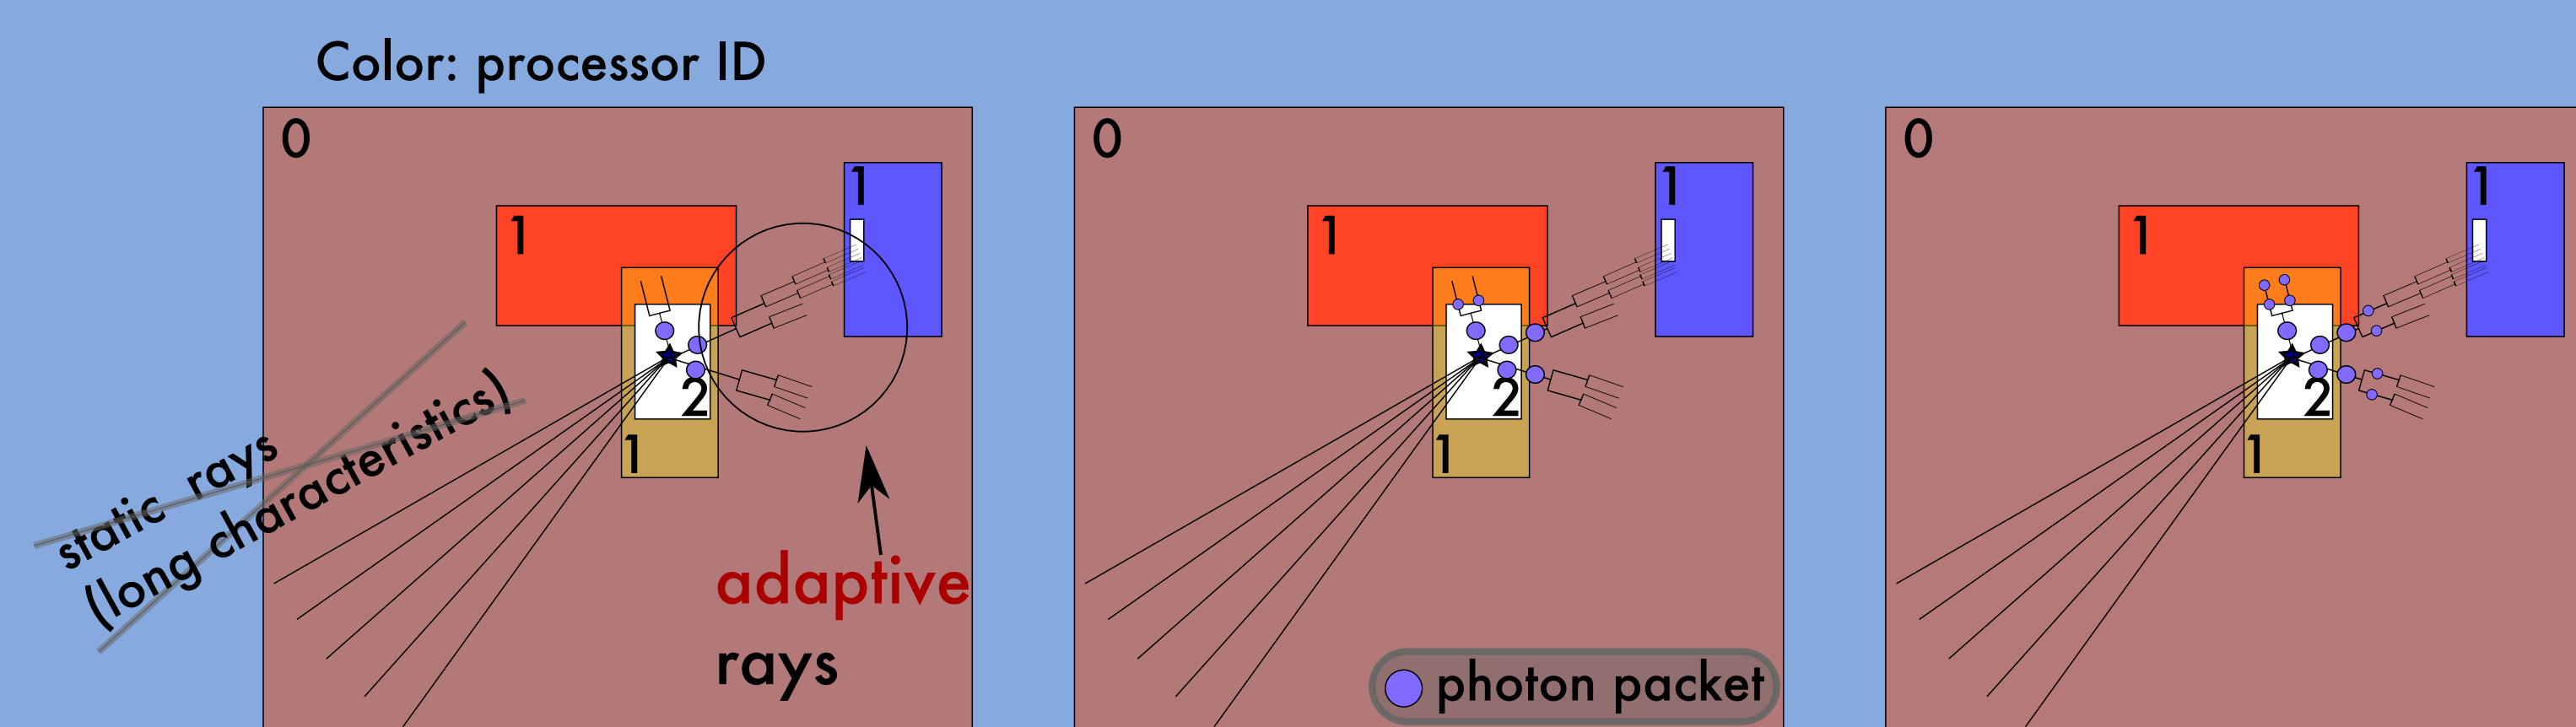 Color: processor ID
0
1
1
2
1
static rays
(long characteristics)
adaptive
rays
0
1
1
2
1
photon packet
0
1
1
2
1